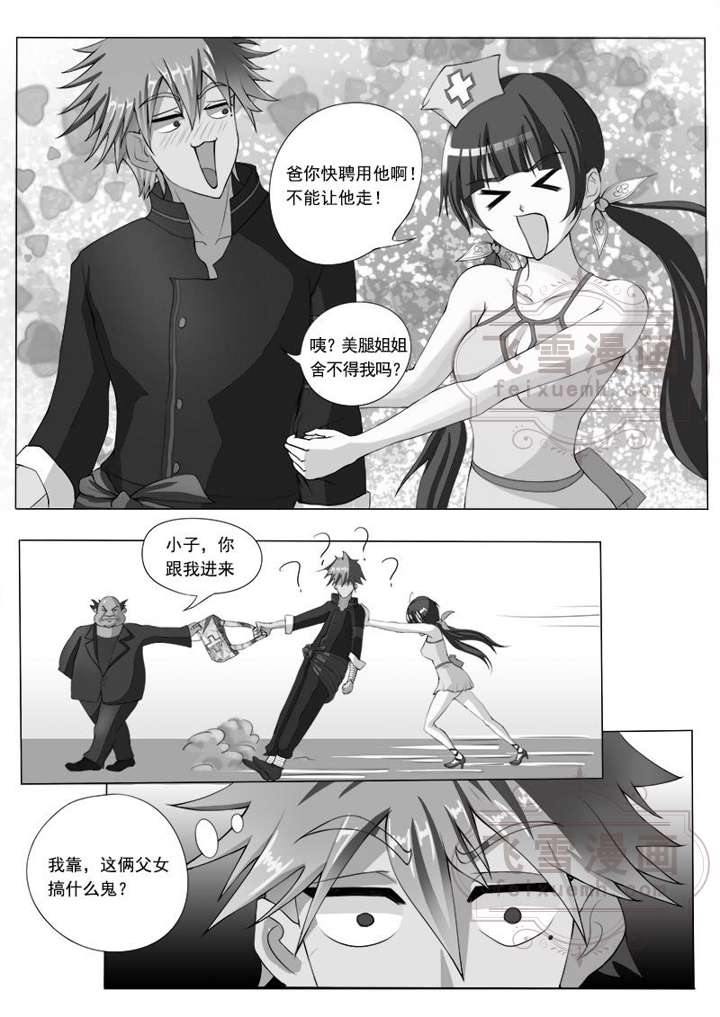 爸你快聘用他啊！
不能让他走！
咦？美腿姐姐
舍不得我吗？
飞雪漫画
feixuemh.com
小子，你
跟我进来
? ? ? ?
我靠，这俩父女
搞什么鬼？
飞雪漫画
feixuemh.com